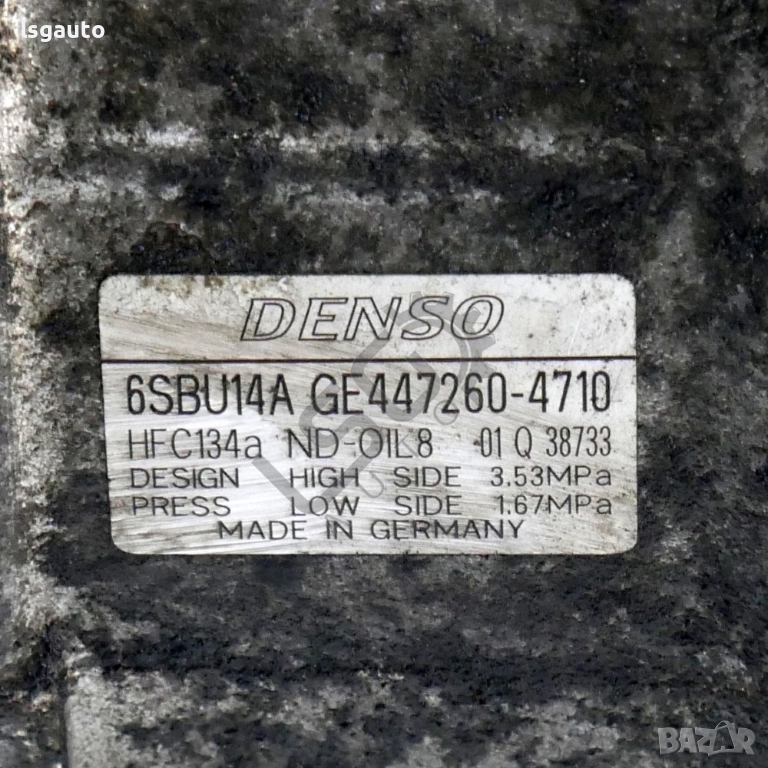 lsgauto
DENSO
6SBU14A GE447260-4710
HFC134a ND-OIL8 01 Q 38733
DESIGN HIGH SIDE 3.53MPa
PRESS LOW SIDE 1.67MPa
MADE IN GERMANY
BAZAR